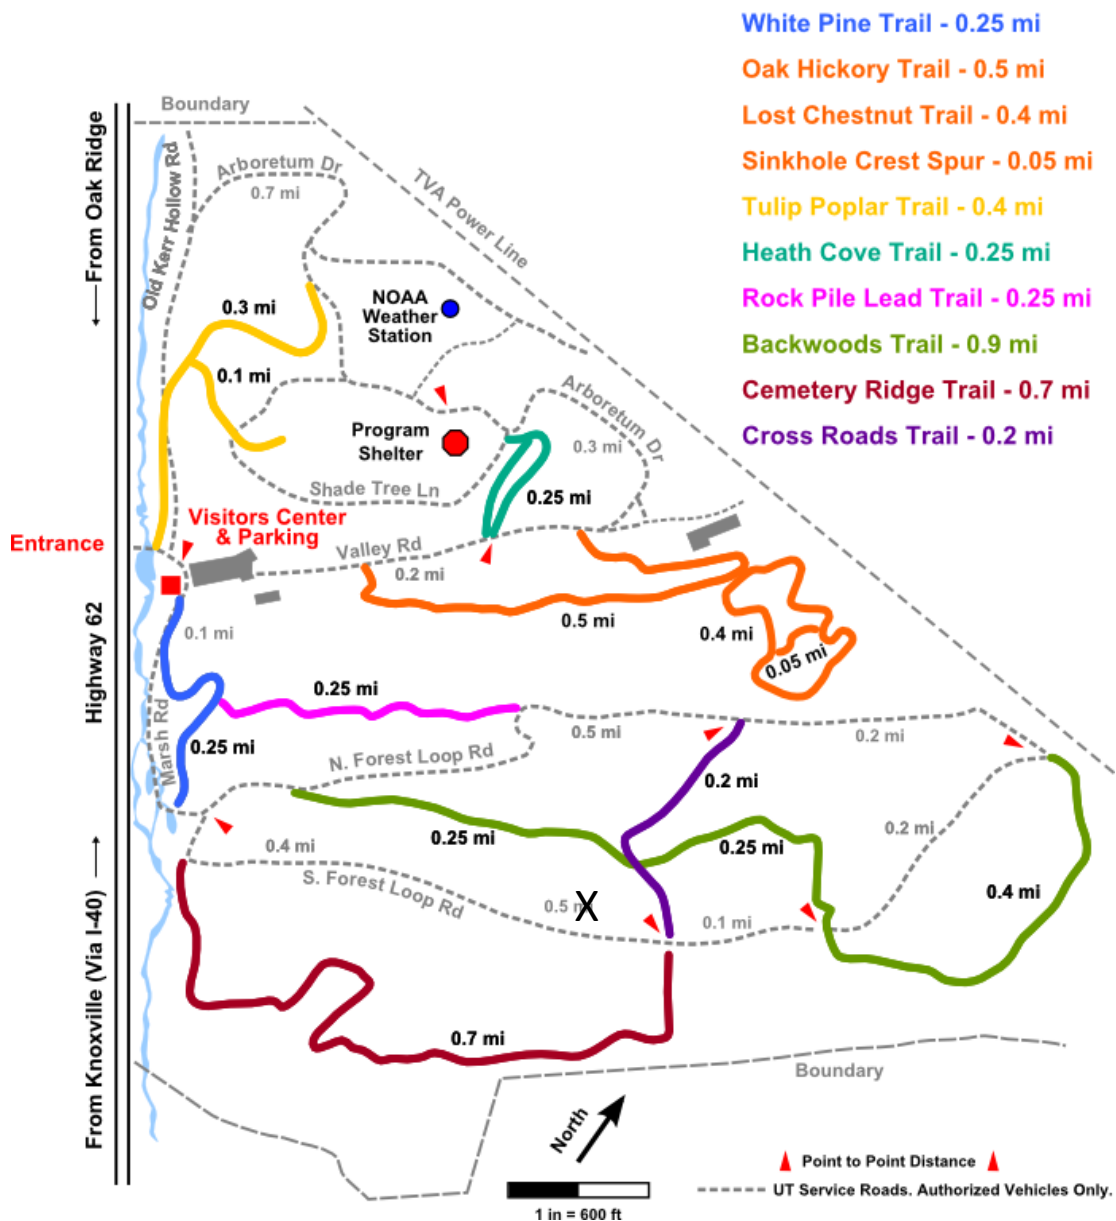 White Pine Trail - 0.25 mi
Oak Hickory Trail - 0.5 mi
Lost Chestnut Trail - 0.4 mi
Sinkhole Crest Spur - 0.05 mi
Tulip Poplar Trail - 0.4 mi
Heath Cove Trail - 0.25 mi
Rock Pile Lead Trail - 0.25 mi
Backwoods Trail - 0.9 mi
Cemetery Ridge Trail - 0.7 mi
Cross Roads Trail - 0.2 mi
Boundary
From Oak Ridge
Old Kerr Hollow Rd
Arboretum Dr
0.7 mi
TVA Power Line
0.3 mi
NOAA
Weather
Station
0.1 mi
Arboretum Dr
0.3 mi
Program
Shelter
Shade Tree Ln
0.25 mi
Visitors Center
& Parking
Entrance
Valley Rd
0.2 mi
0.5 mi
0.4 mi
0.05 mi
0.1 mi
Highway 62
Marsh Rd
0.25 mi
0.25 mi
0.5 mi
0.2 mi
N. Forest Loop Rd
0.2 mi
0.25 mi
0.25 mi
0.2 mi
0.4 mi
S. Forest Loop Rd
0.5 m
X
0.1 mi
0.4 mi
From Knoxville (Via I-40)
0.7 mi
Boundary
North
Point to Point Distance
UT Service Roads. Authorized Vehicles Only.
1 in = 600 ft